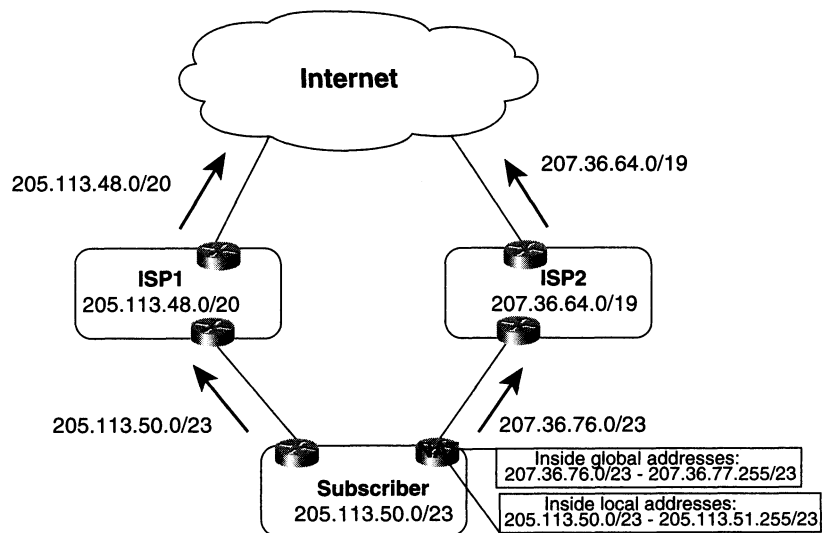 Internet
205.113.48.0/20
207.36.64.0/19
ISP1
205.113.48.0/20
ISP2
207.36.64.0/19
205.113.50.0/23
207.36.76.0/23
Subscriber
205.113.50.0/23
Inside global addresses:
207.36.76.0/23 - 207.36.77.255/23
Inside local addresses:
205.113.50.0/23 - 205.113.51.255/23